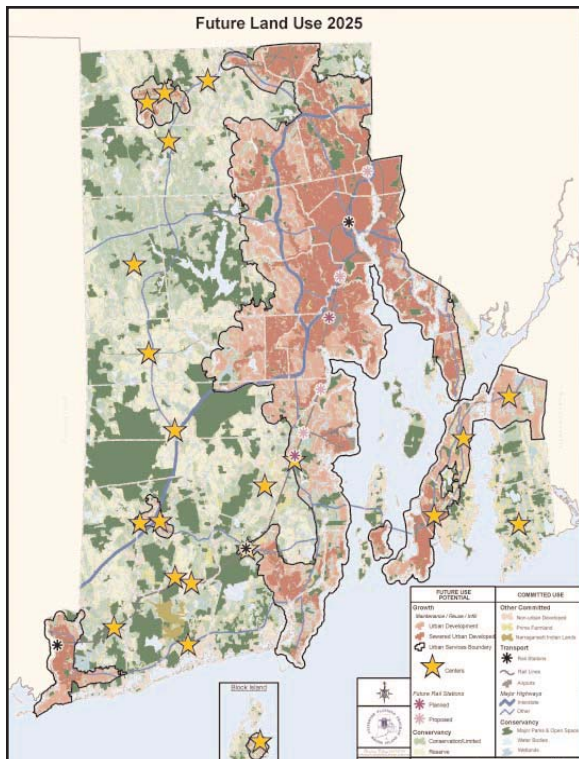 Future Land Use 2025
Block Island
FUTURE USE
POTENTIAL
Growth
Maintenance / Reuse / Infill
Urban Development
Sewered Urban Developed
Urban Services Boundary
Centers
Future Rail Stations
Planned
Proposed
Conservancy
Conservation/Limited
Reserve
COMMITTED USE
Other Committed
Non-urban Developed
Prime Farmland
Narragansett Indian Lands
Transport
Rail Stations
Rail Lines
Airports
Major Highways
Interstate
Other
Conservancy
Major Parks & Open Space
Water Bodies
Wetlands